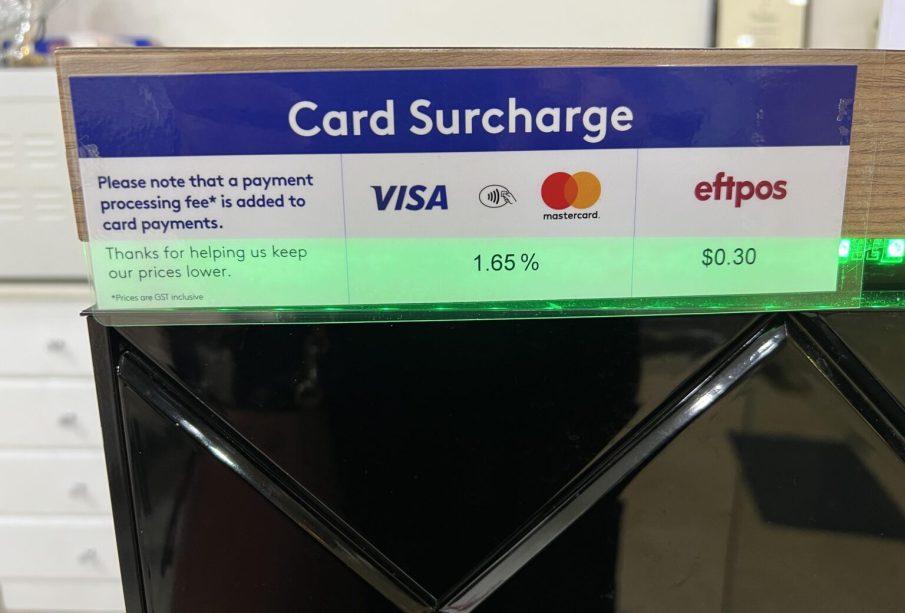 Card Surcharge
Please note that a payment
processing fee* is added to
card payments.
Thanks for helping us keep
our prices lower.
*Prices are GST inclusive
VISA
mastercard.
1.65 %
eftpos
$0.30